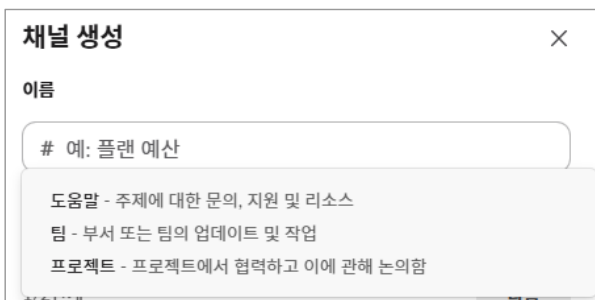 채널 생성
이름
# 예: 플랜 예산
도움말 - 주제에 대한 문의, 지원 및 리소스
팀 - 부서 또는 팀의 업데이트 및 작업
프로젝트 - 프로젝트에서 협력하고 이에 관해 논의함